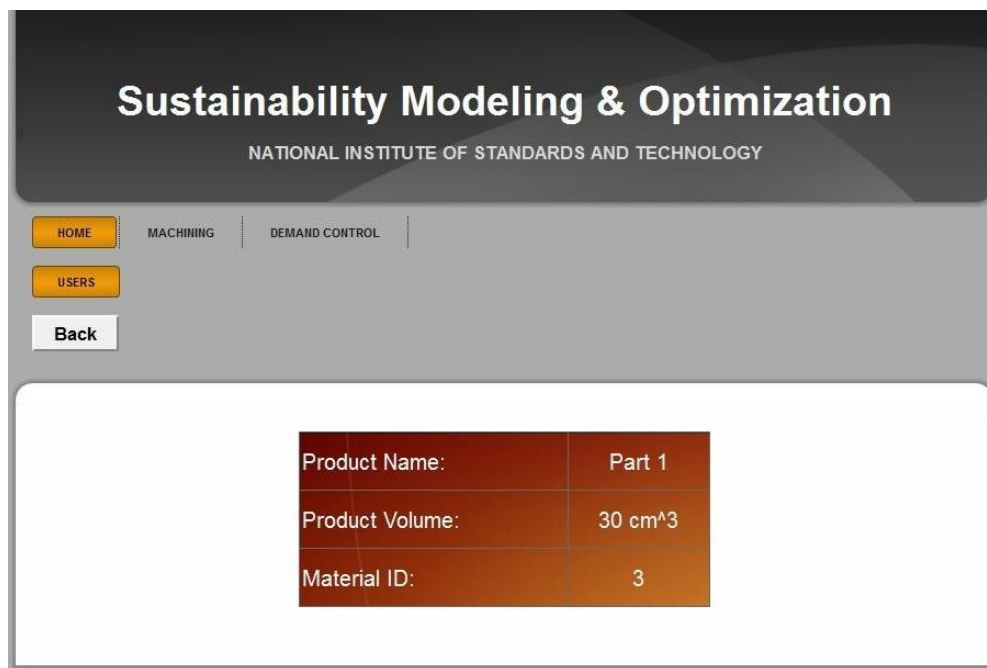 Sustainability Modeling & Optimization
NATIONAL INSTITUTE OF STANDARDS AND TECHNOLOGY
HOME MACHINING DEMAND CONTROL
USERS
Back
Product Name: Part 1
Product Volume: 30 cm^3
Material ID: 3